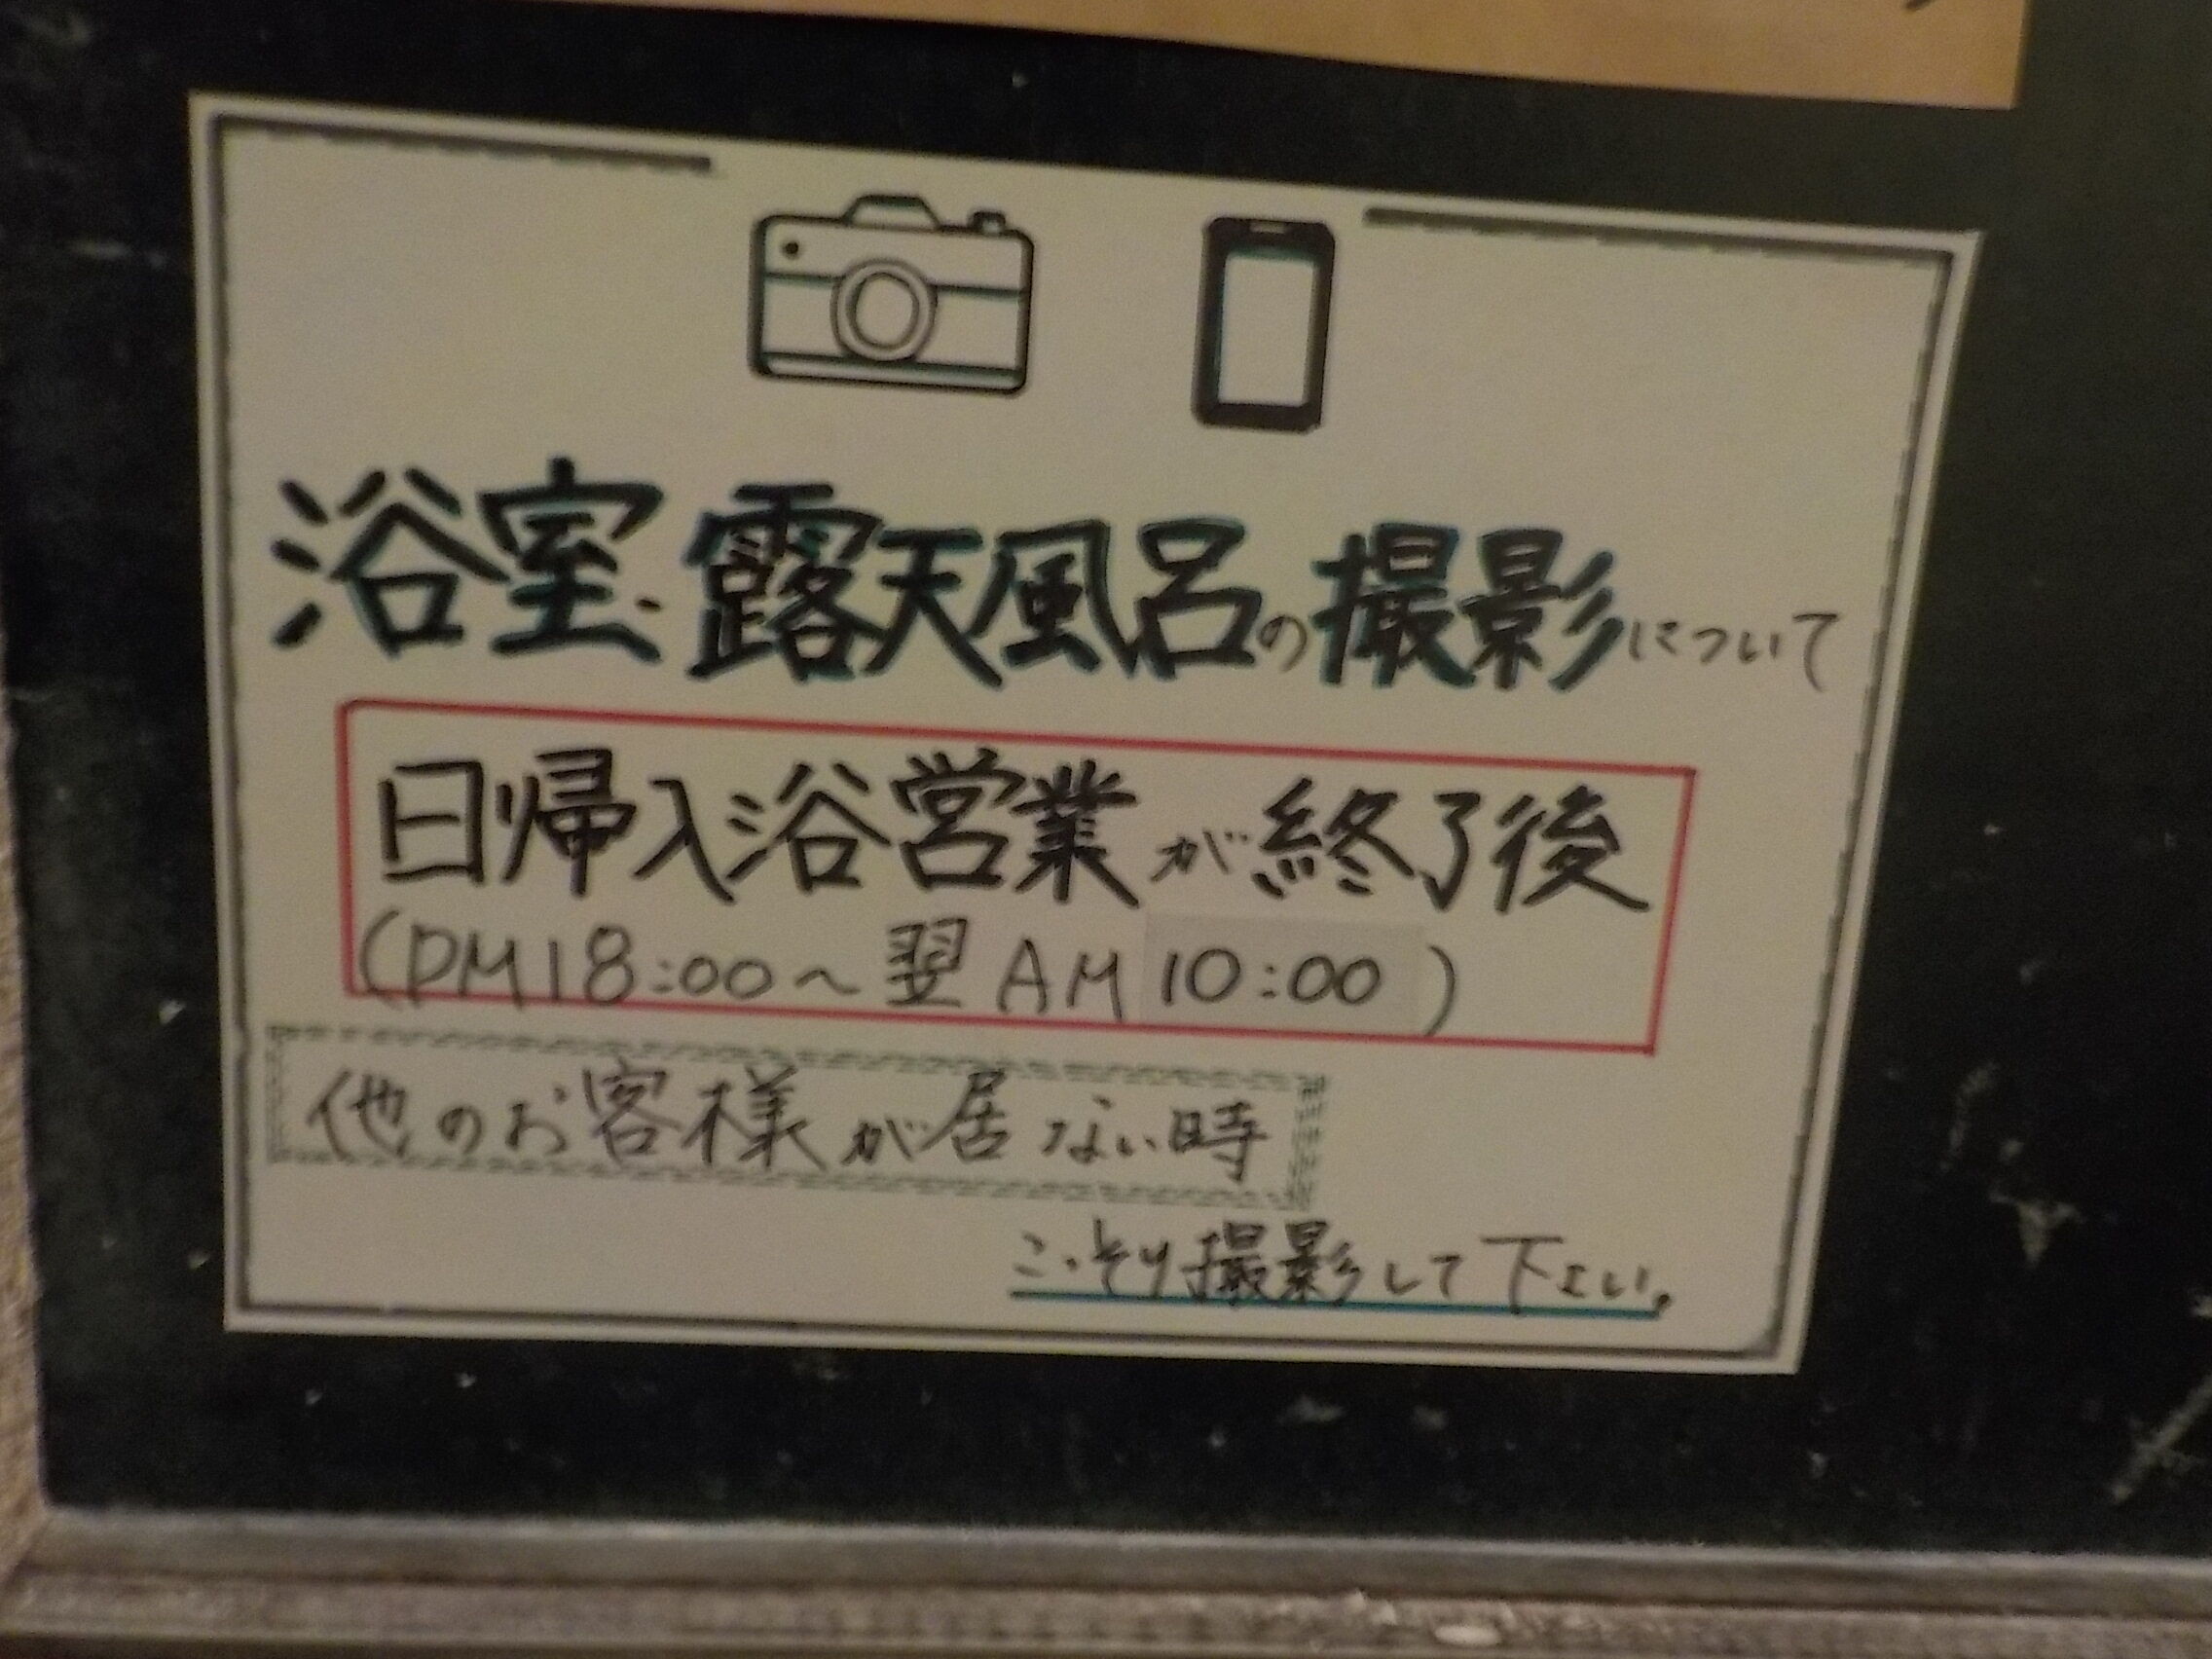 浴室、露天風呂の撮影について
日帰入浴営業が終了後
(PM18:00～翌AM10:00)
他のお客様が居ない時
こっそり撮影して下さい。